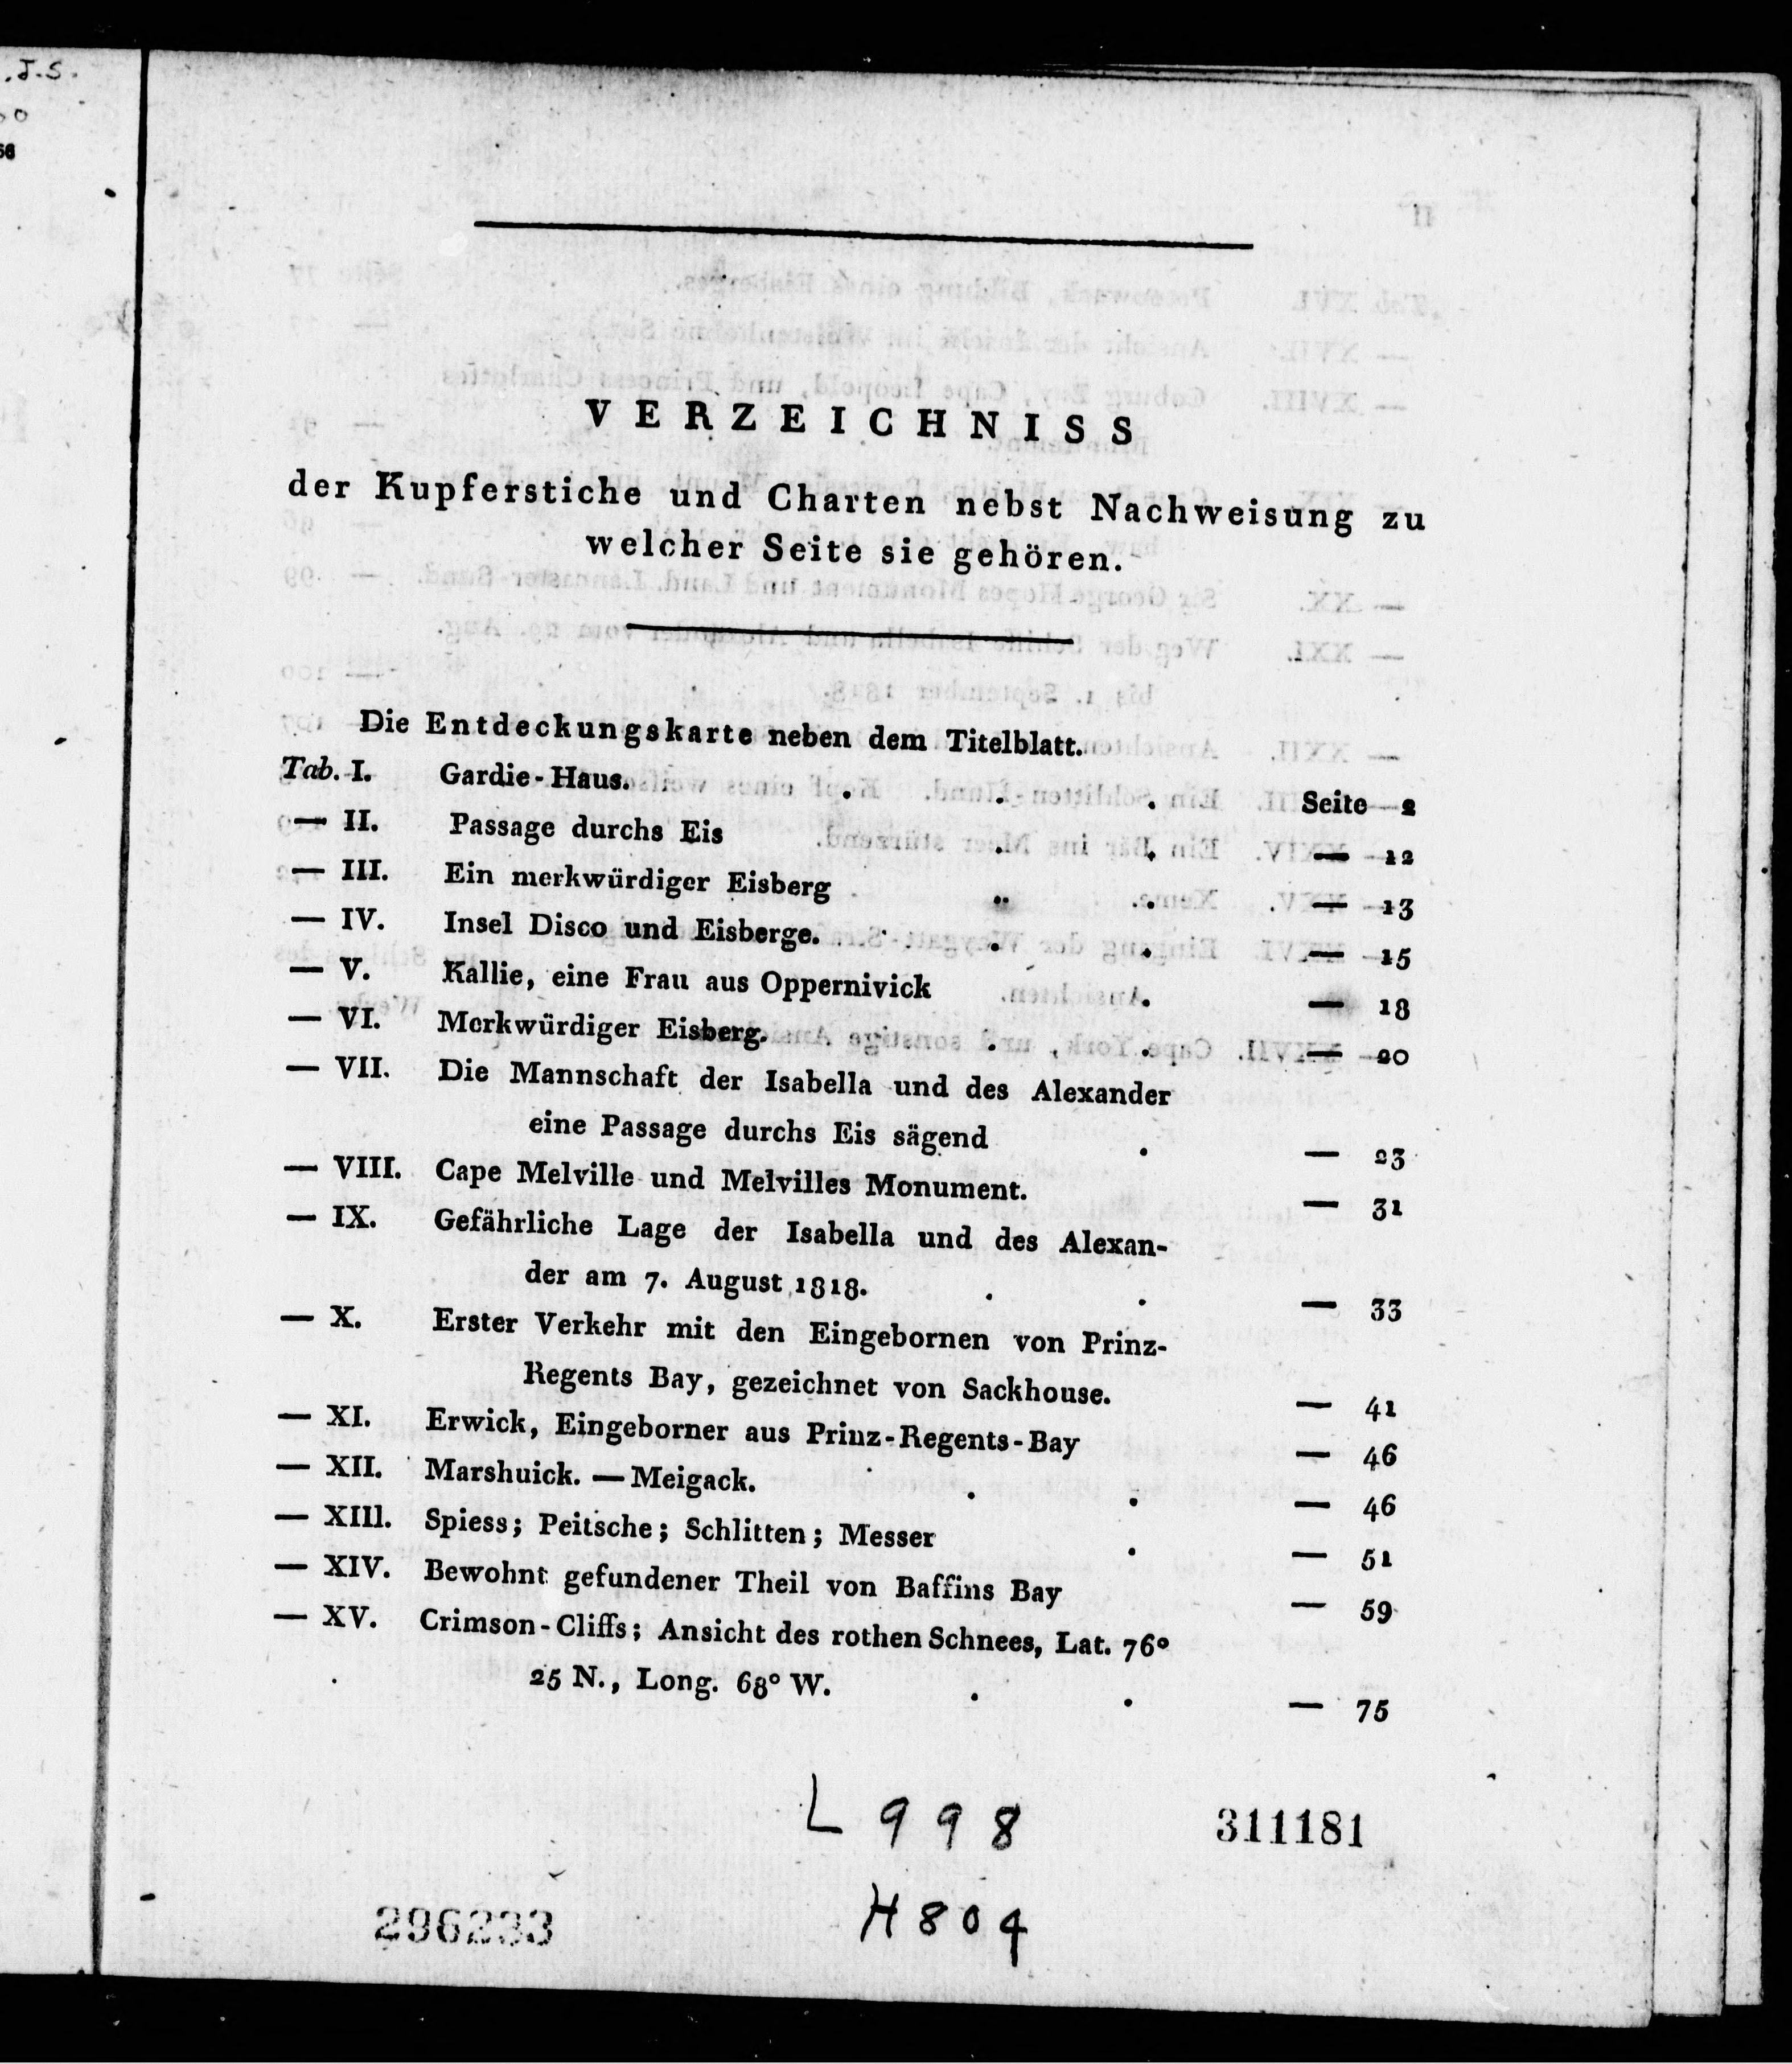 .J.S.
VERZEICHNISS
der Kupferstiche und Charten nebst Nachweisung zu
welcher Seite sie gehören.
Die Entdeckungskarte neben dem Titelblatt.
Tab. I. Gardie-Haus. . . . Seite 2
— II. Passage durchs Eis . . — 12
— III. Ein merkwürdiger Eisberg . . — 13
— IV. Insel Disco und Eisberge. . . — 15
— V. Kallie, eine Frau aus Oppernivick . — 18
— VI. Merkwürdiger Eisberg. . . — 20
— VII. Die Mannschaft der Isabella und des Alexander
eine Passage durchs Eis sägend . — 23
— VIII. Cape Melville und Melvilles Monument. — 31
— IX. Gefährliche Lage der Isabella und des Alexan-
der am 7. August 1818. . . — 33
— X. Erster Verkehr mit den Eingebornen von Prinz-
Regents Bay, gezeichnet von Sackhouse. — 41
— XI. Erwick, Eingeborner aus Prinz-Regents-Bay — 46
— XII. Marshuick. — Meigack. . . — 46
— XIII. Spiess; Peitsche; Schlitten; Messer . — 51
— XIV. Bewohnt gefundener Theil von Baffins Bay — 59
— XV. Crimson-Cliffs; Ansicht des rothen Schnees, Lat. 76°
25 N., Long. 68° W. . . — 75
L 998
311181
H 809
296233